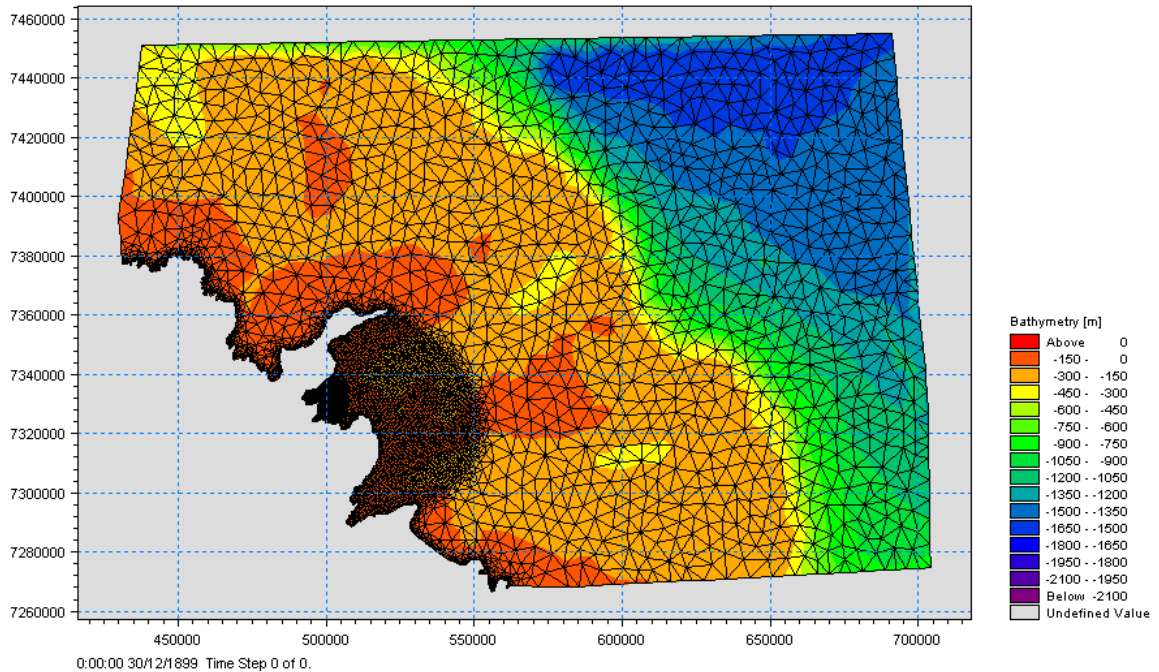 7460000
7440000
7420000
7400000
7380000
7360000
7340000
7320000
7300000
7280000
7260000
450000 500000 550000 600000 650000 700000
0:00:00 30/12/1899 Time Step 0 of 0.
Bathymetry [m]
Above 0
-150 - 0
-300 - -150
-450 - -300
-600 - -450
-750 - -600
-900 - -750
-1050 - -900
-1200 - -1050
-1350 - -1200
-1500 - -1350
-1650 - -1500
-1800 - -1650
-1950 - -1800
-2100 - -1950
Below -2100
Undefined Value